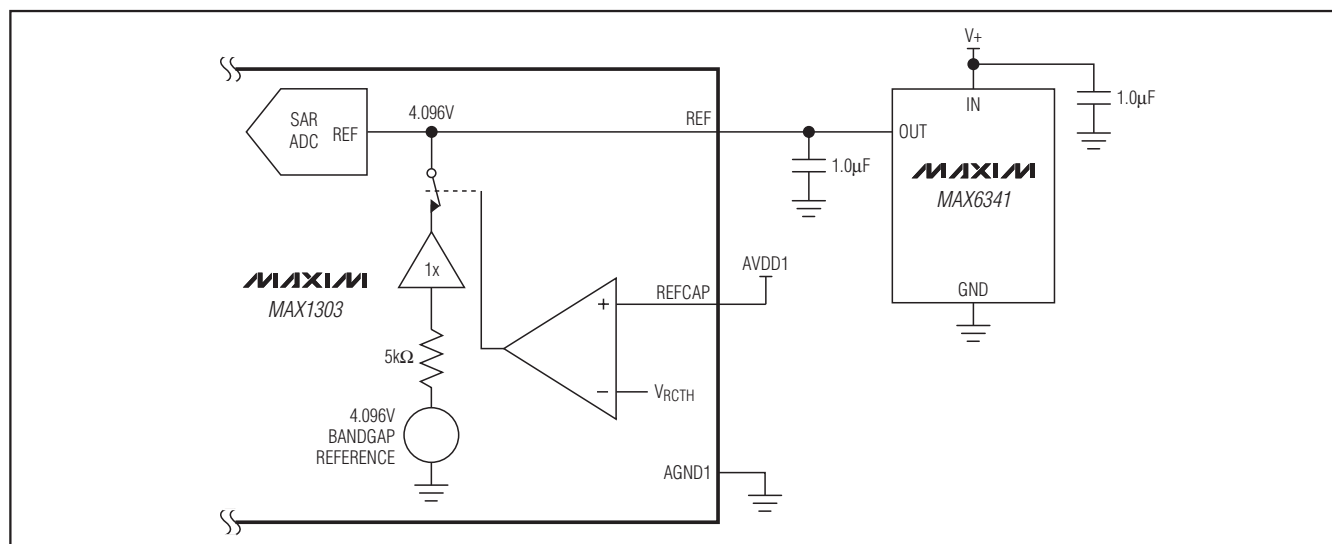 V+
1.0µF
IN
OUT
MAXIM
MAX6341
GND
1.0µF
4.096V
REF
SAR
ADC
REF
1x
MAXIM
MAX1303
5kΩ
4.096V
BANDGAP
REFERENCE
+
−
REFCAP
AVDD1
VRCTH
AGND1